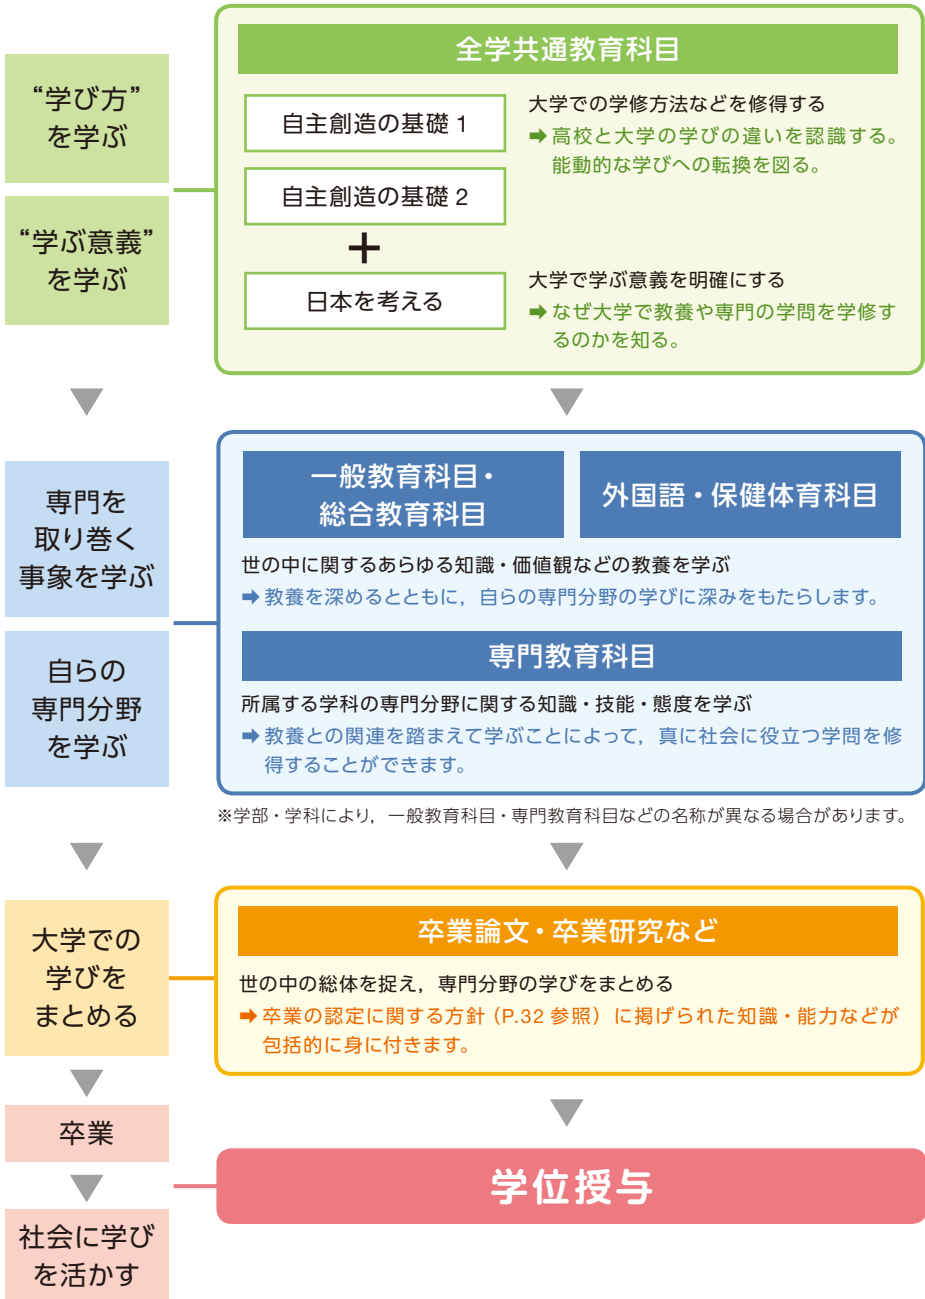 全学共通教育科目
“学び方”
を学ぶ
“学ぶ意義”
を学ぶ
自主創造の基礎 1
自主創造の基礎 2
＋
日本を考える
大学での学修方法などを修得する
➡ 高校と大学の学びの違いを認識する。
能動的な学びへの転換を図る。
大学で学ぶ意義を明確にする
➡ なぜ大学で教養や専門の学問を学修す
るのかを知る。
専門を
取り巻く
事象を学ぶ
自らの
専門分野
を学ぶ
一般教育科目・
総合教育科目
外国語・保健体育科目
世の中に関するあらゆる知識・価値観などの教養を学ぶ
➡ 教養を深めるとともに，自らの専門分野の学びに深みをもたらします。
専門教育科目
所属する学科の専門分野に関する知識・技能・態度を学ぶ
➡ 教養との関連を踏まえて学ぶことによって，真に社会に役立つ学問を修
得することができます。
※学部・学科により，一般教育科目・専門教育科目などの名称が異なる場合があります。
大学での
学びを
まとめる
卒業論文・卒業研究など
世の中の総体を捉え，専門分野の学びをまとめる
➡ 卒業の認定に関する方針（P.32 参照）に掲げられた知識・能力などが
包括的に身に付きます。
卒業
学位授与
社会に学び
を活かす